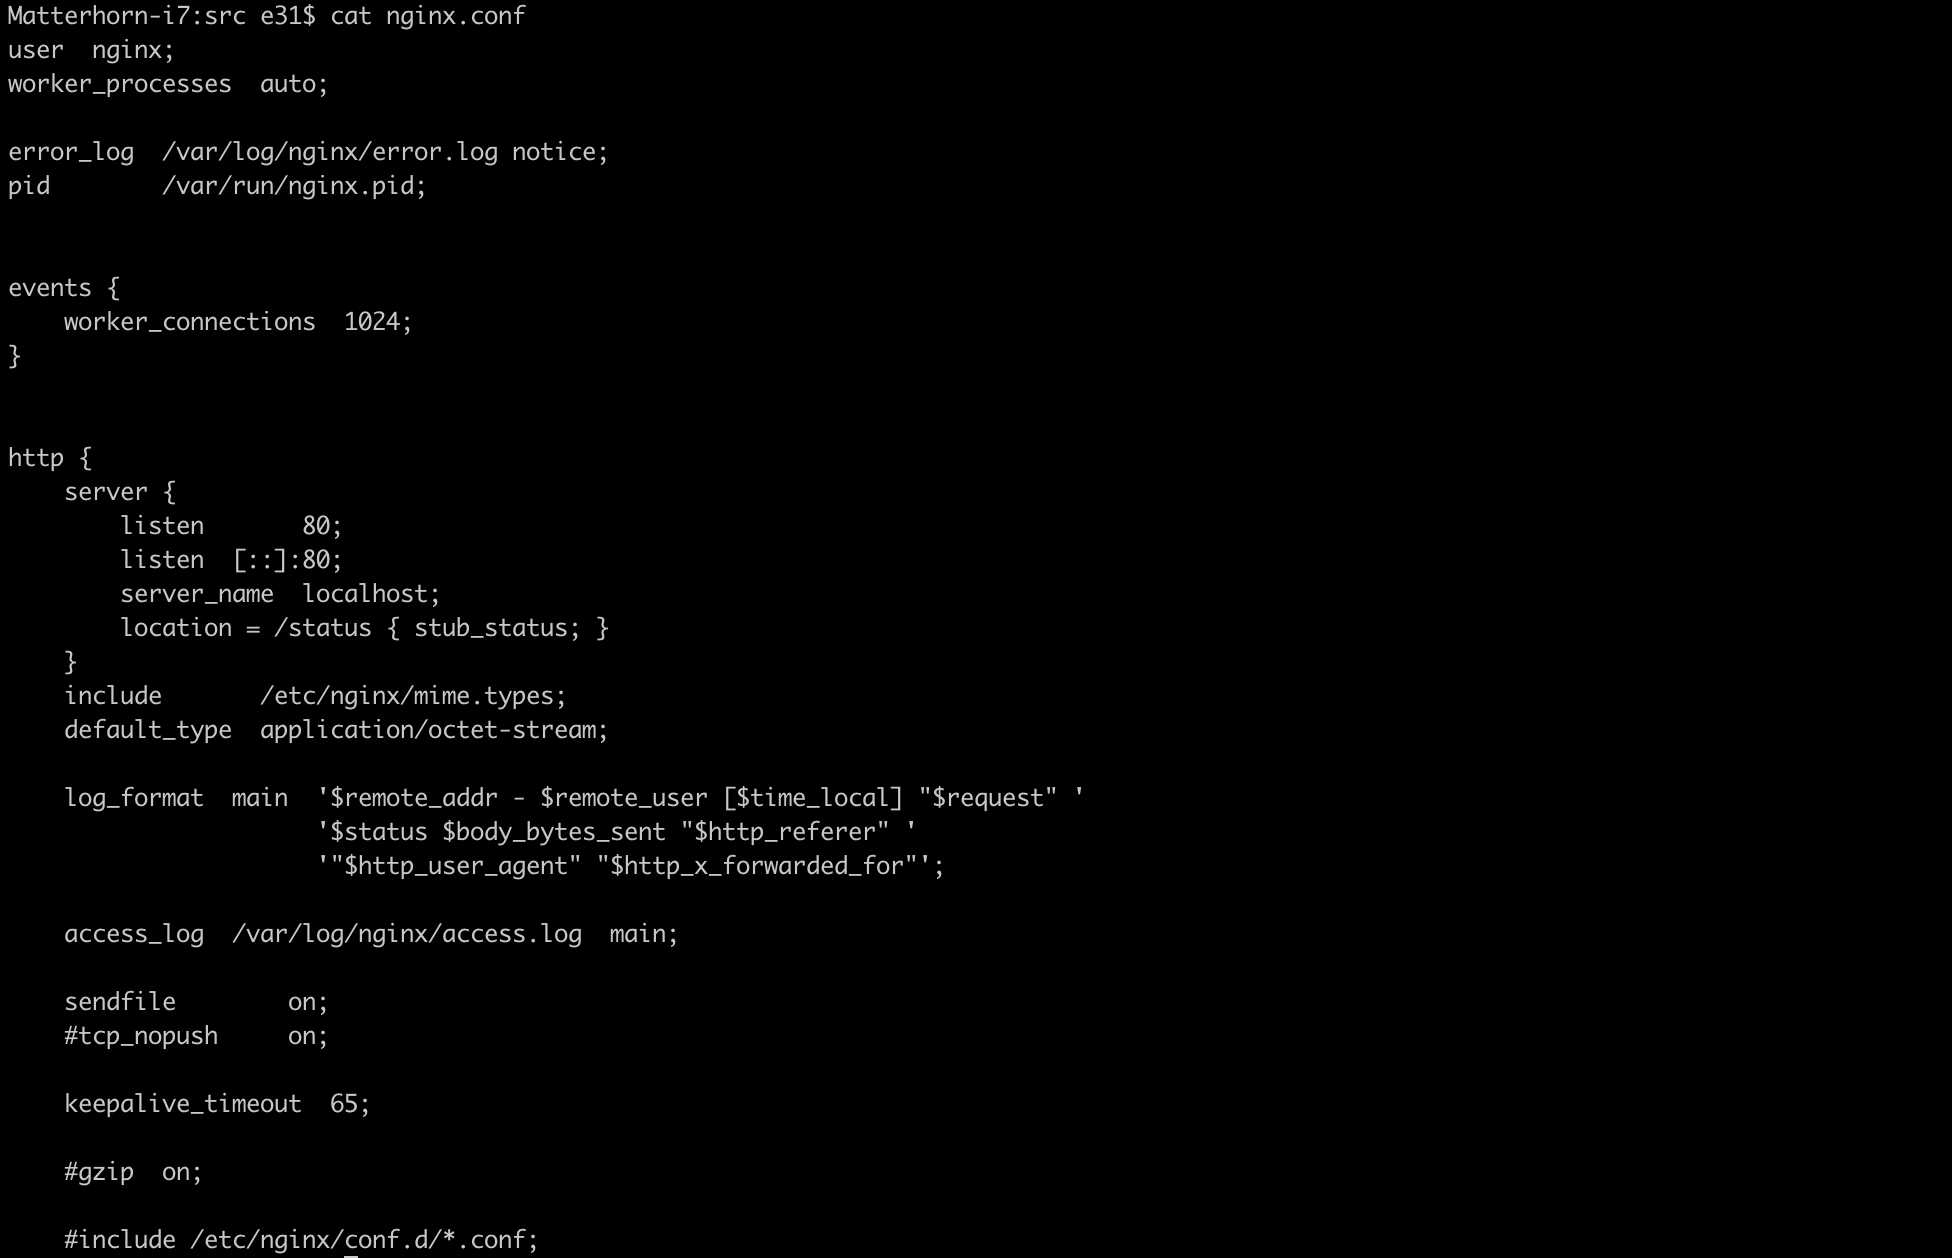 Matterhorn-i7:src e31$ cat nginx.conf
user  nginx;
worker_processes  auto;

error_log  /var/log/nginx/error.log notice;
pid        /var/run/nginx.pid;


events {
    worker_connections  1024;
}


http {
    server {
        listen       80;
        listen  [::]:80;
        server_name  localhost;
        location = /status { stub_status; }
    }
    include       /etc/nginx/mime.types;
    default_type  application/octet-stream;

    log_format  main  '$remote_addr - $remote_user [$time_local] "$request" '
                      '$status $body_bytes_sent "$http_referer" '
                      '"$http_user_agent" "$http_x_forwarded_for"';

    access_log  /var/log/nginx/access.log  main;

    sendfile        on;
    #tcp_nopush     on;

    keepalive_timeout  65;

    #gzip  on;

    #include /etc/nginx/conf.d/*.conf;